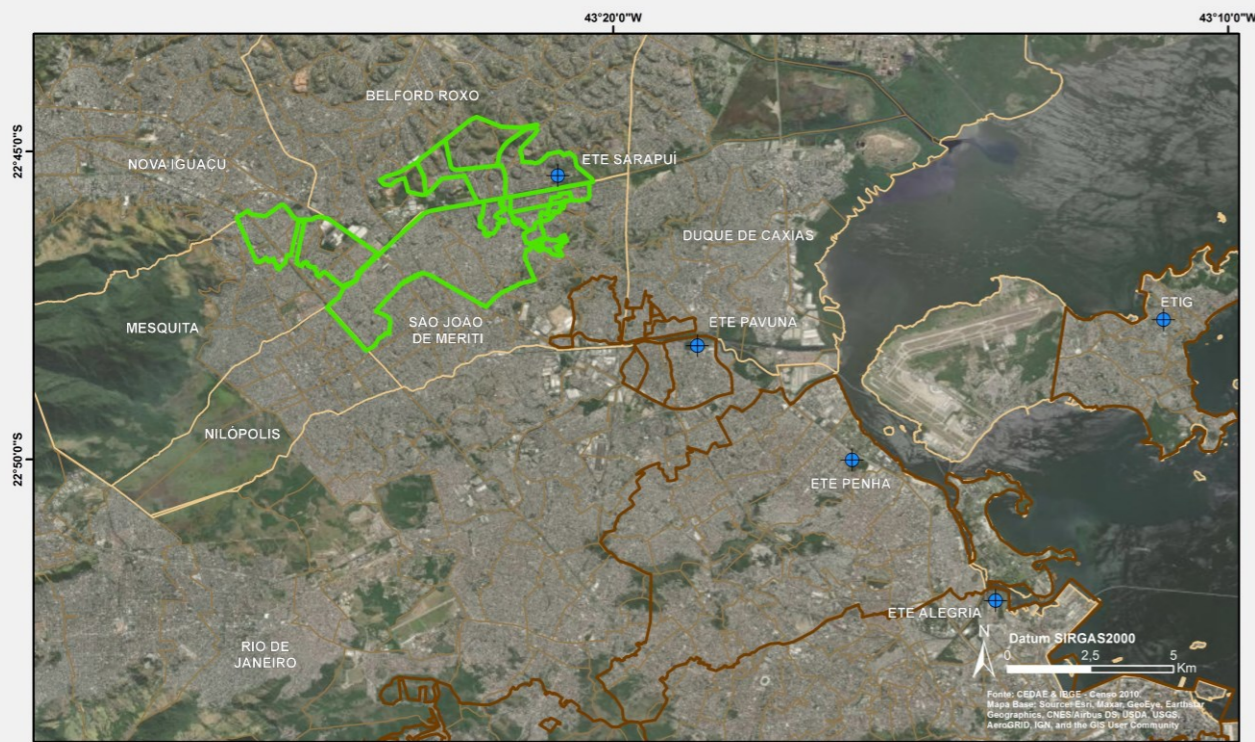 43°20'0"W
43°10'0"W
BELFORD ROXO
22°45'0"S
NOVA IGUACU
ETE SARAPUÍ
DUQUE DE CAXIAS
MESQUITA
SAO JOÃO
DE MERITI
ETE PAVUNA
ETIG
NILÓPOLIS
22°50'0"S
ETE PENHA
ETE ALEGRIA
RIO DE
JANEIRO
N
Datum SIRGAS2000
0 2,5 5
Km
Fonte: CEDAE & IBGE - Censo 2010.
Mapa Base: Source: Esri, Maxar, GeoEye, Earthstar
Geographics, CNES/Airbus DS, USDA, USGS,
AeroGRID, IGN, and the GIS User Community